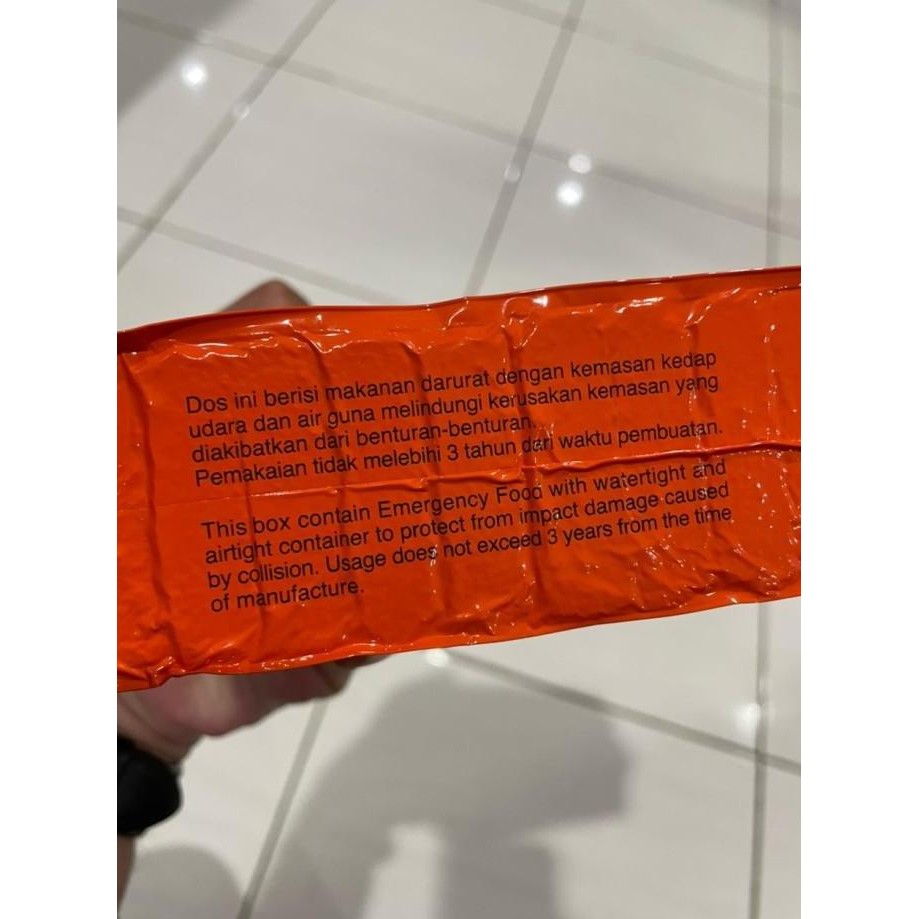 Dos ini berisi makanan darurat dengan kemasan kedap
udara dan air guna melindungi kerusakan kemasan yang
diakibatkan dari benturan-benturan.
Pemakaian tidak melebihi 3 tahun dari waktu pembuatan.
This box contain Emergency Food with watertight and
airtight container to protect from impact damage caused
by collision. Usage does not exceed 3 years from the time
of manufacture.